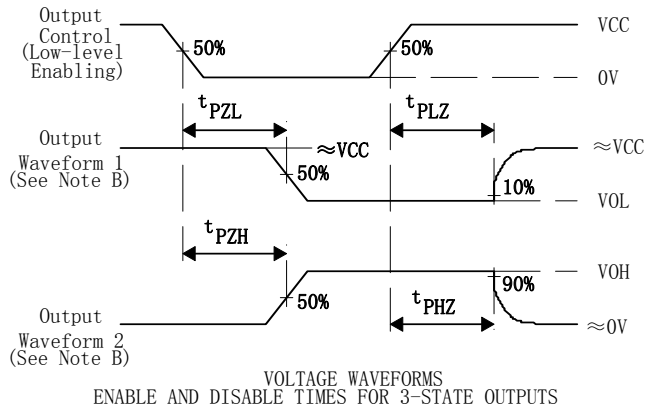 Output
Control
(Low-level
Enabling)
50%
50%
VCC
0V
tPZL
tPLZ
Output
Waveform 1
(See Note B)
≈VCC
50%
10%
≈VCC
VOL
tPZH
VOH
50%
90%
tPHZ
Output
Waveform 2
(See Note B)
≈0V
VOLTAGE WAVEFORMS
ENABLE AND DISABLE TIMES FOR 3-STATE OUTPUTS